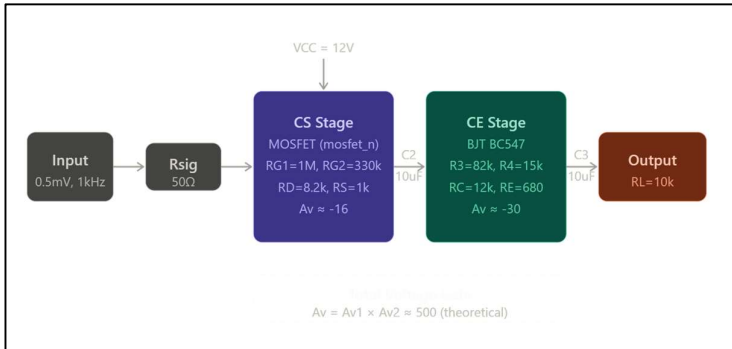 VCC = 12V
Input
0.5mV, 1kHz
Rsig
50Ω
CS Stage
MOSFET (mosfet_n)
RG1=1M, RG2=330k
RD=8.2k, RS=1k
Av ≈ -16
C2
10uF
CE Stage
BJT BC547
R3=82k, R4=15k
RC=12k, RE=680
Av ≈ -30
C3
10uF
Output
RL=10k
Av = Av1 × Av2 ≈ 500 (theoretical)